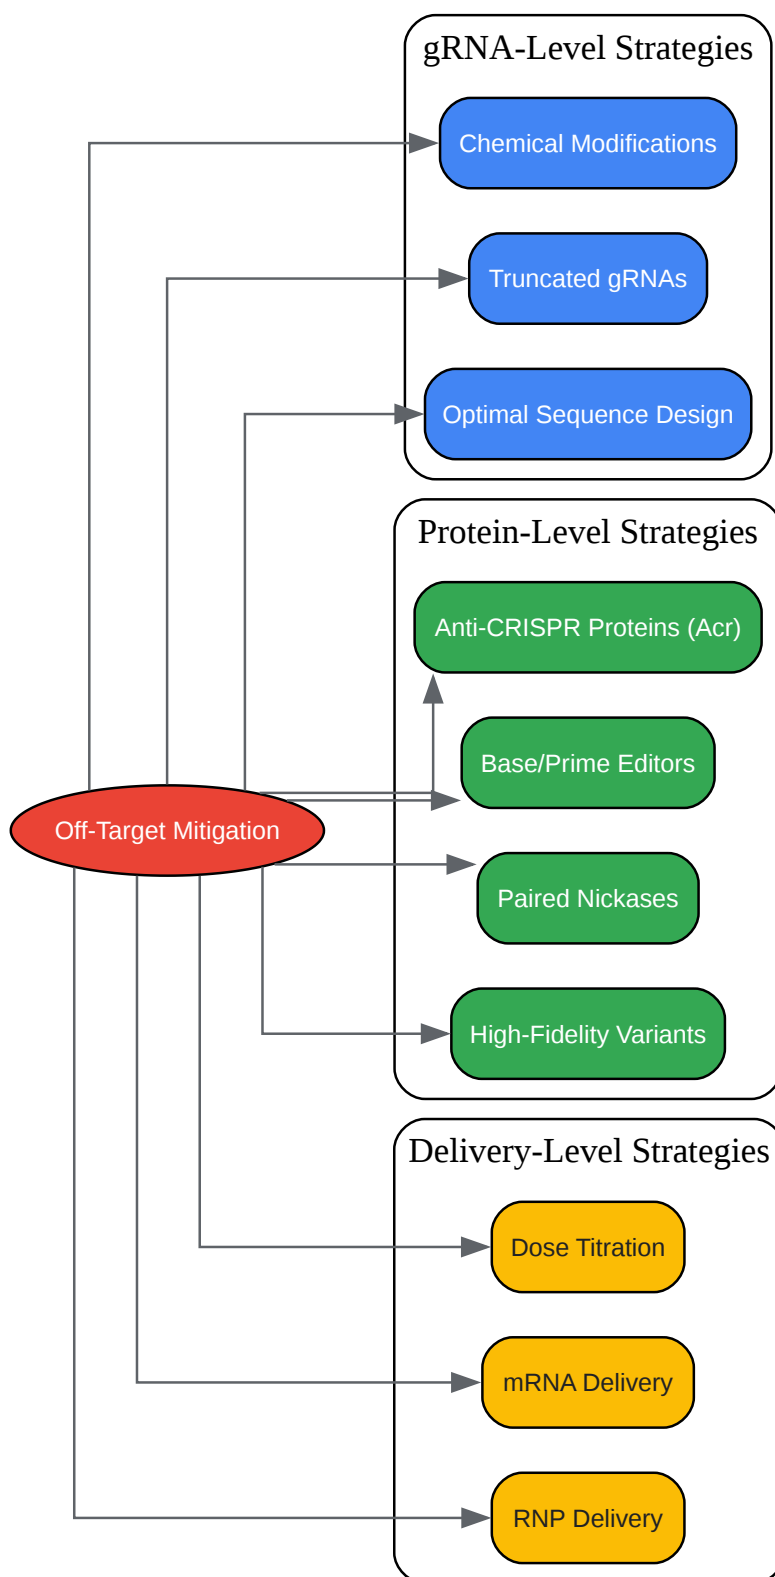 gRNA-Level Strategies
Chemical Modifications
Truncated gRNAs
Optimal Sequence Design
Protein-Level Strategies
Anti-CRISPR Proteins (Acr)
Base/Prime Editors
Off-Target Mitigation
Paired Nickases
High-Fidelity Variants
Delivery-Level Strategies
Dose Titration
mRNA Delivery
RNP Delivery